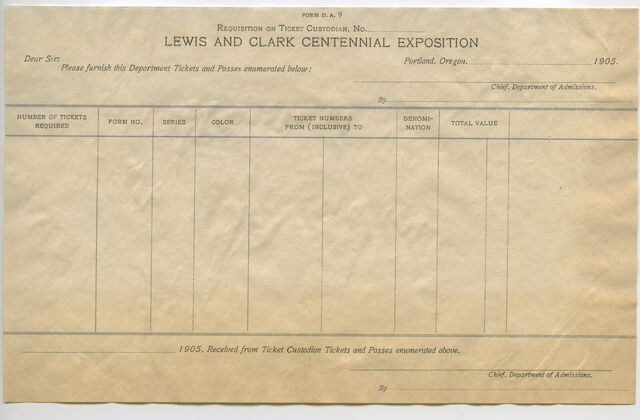 FORM D. A. 9
REQUISITION ON TICKET CUSTODIAN, NO.
LEWIS AND CLARK CENTENNIAL EXPOSITION
Dear Sir:
Portland, Oregon, 1905.
Please furnish this Department Tickets and Passes enumerated below:
Chief, Department of Admissions.
By
NUMBER OF TICKETS REQUIRED
FORM NO.
SERIES
COLOR
TICKET NUMBERS
FROM (INCLUSIVE) TO
DENOMI-
NATION
TOTAL VALUE
1905, Received from Ticket Custodian Tickets and Passes enumerated above.
Chief, Department of Admissions.
By